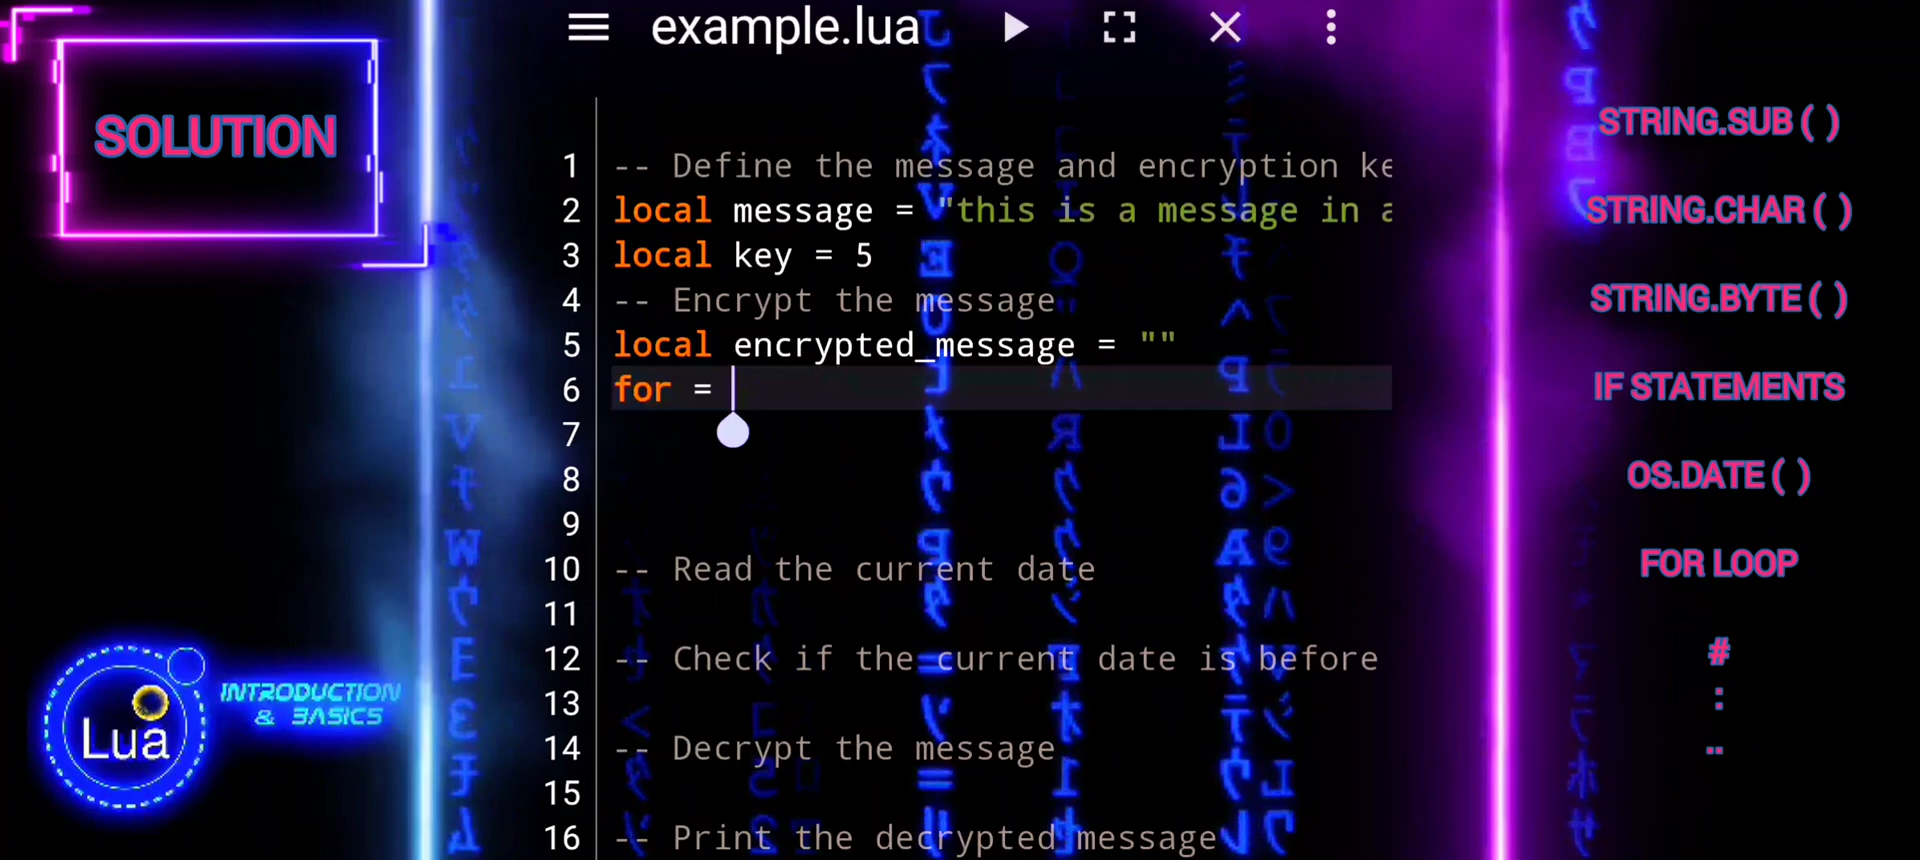 SOLUTION
example.lua
1 -- Define the message and encryption ke
2 local message = "this is a message in a
3 local key = 5
4 -- Encrypt the message
5 local encrypted_message = ""
6 for =
7
8
9
10 -- Read the current date
11
12 -- Check if the current date is before
13
14 -- Decrypt the message
15
16 -- Print the decrypted message
STRING.SUB ( )
STRING.CHAR ( )
STRING.BYTE ( )
IF STATEMENTS
OS.DATE ( )
FOR LOOP
#
:
..
Lua
INTRODUCTION
& BASICS